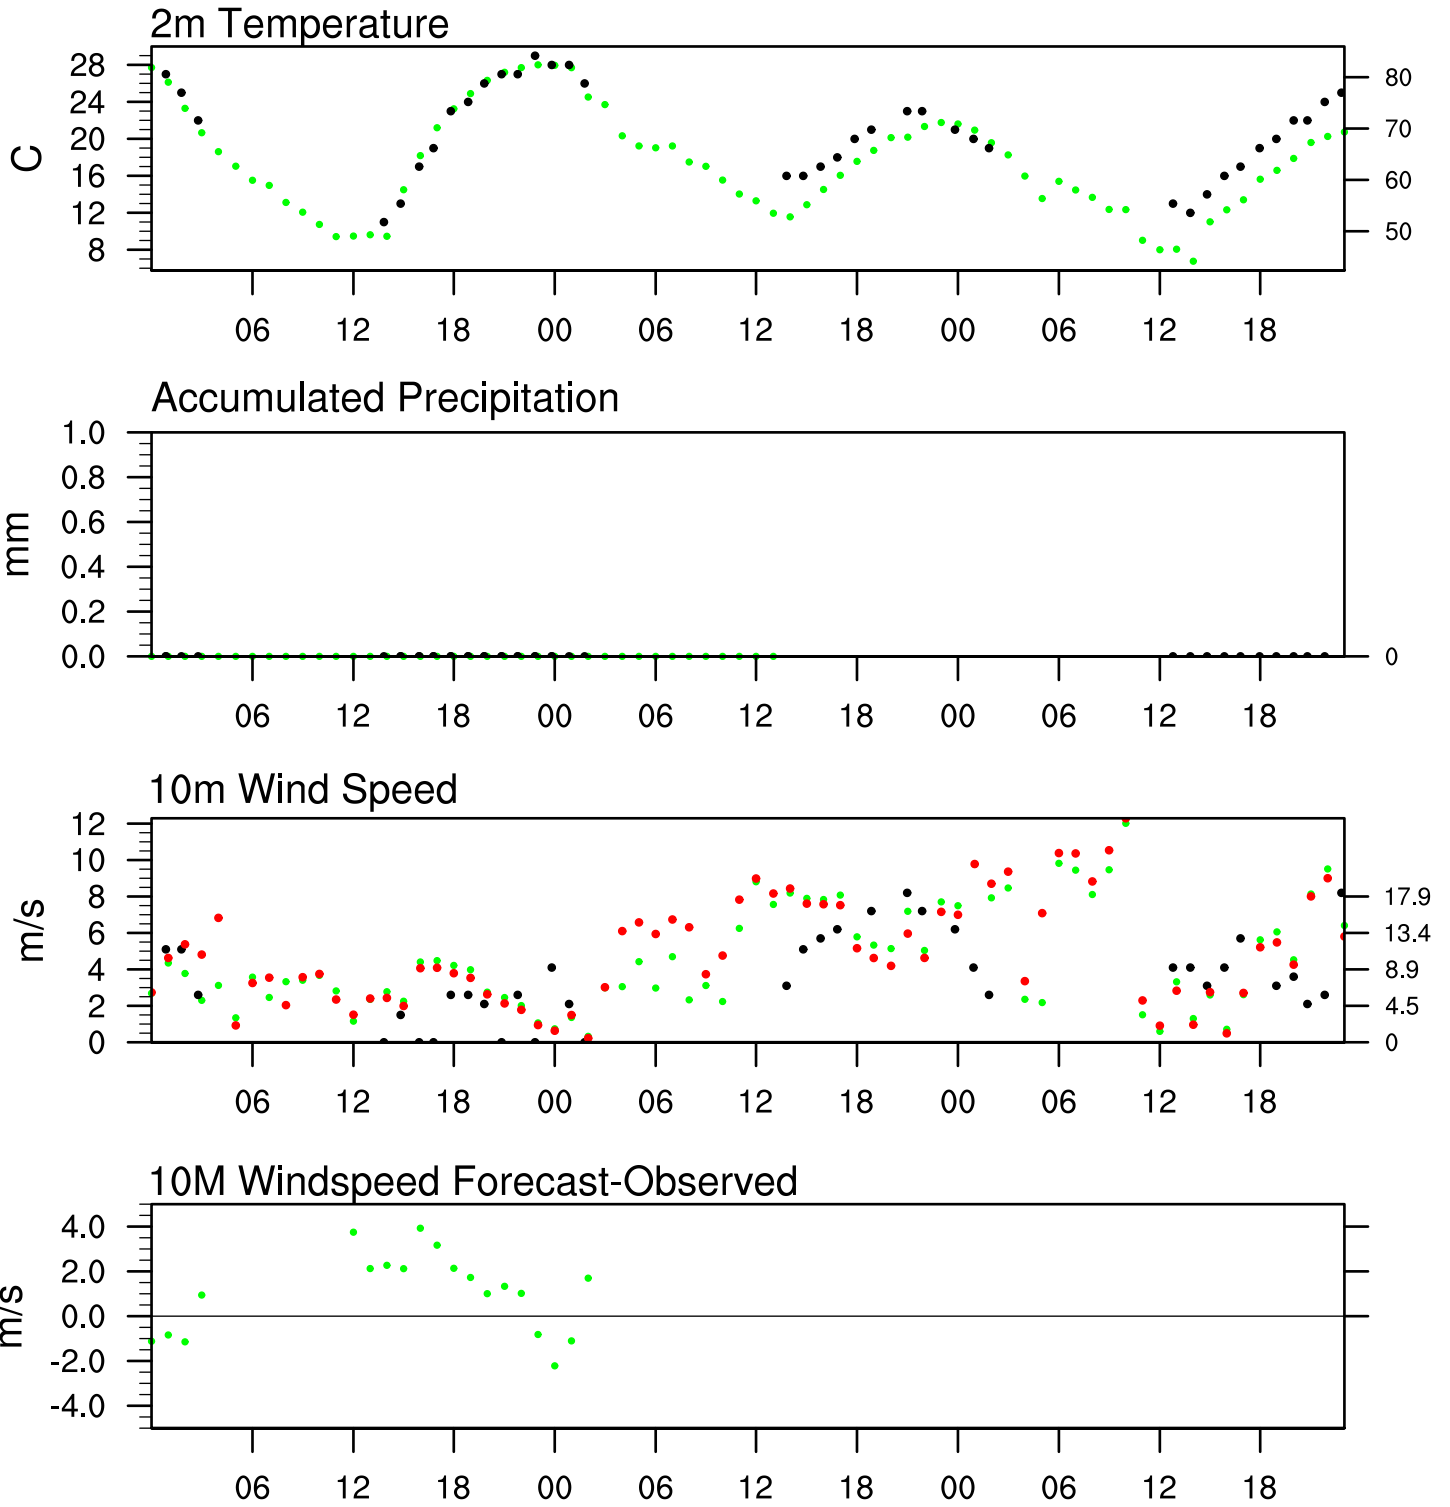 2m Temperature
28
24
20
16
12
8
C
80
70
60
50
06 12 18 00 06 12 18 00 06 12 18
Accumulated Precipitation
1.0
0.8
0.6
0.4
0.2
0.0
mm
0
06 12 18 00 06 12 18 00 06 12 18
10m Wind Speed
12
10
8
6
4
2
0
m/s
17.9
13.4
8.9
4.5
0
06 12 18 00 06 12 18 00 06 12 18
10M Windspeed Forecast-Observed
4.0
2.0
0.0
-2.0
-4.0
m/s
06 12 18 00 06 12 18 00 06 12 18